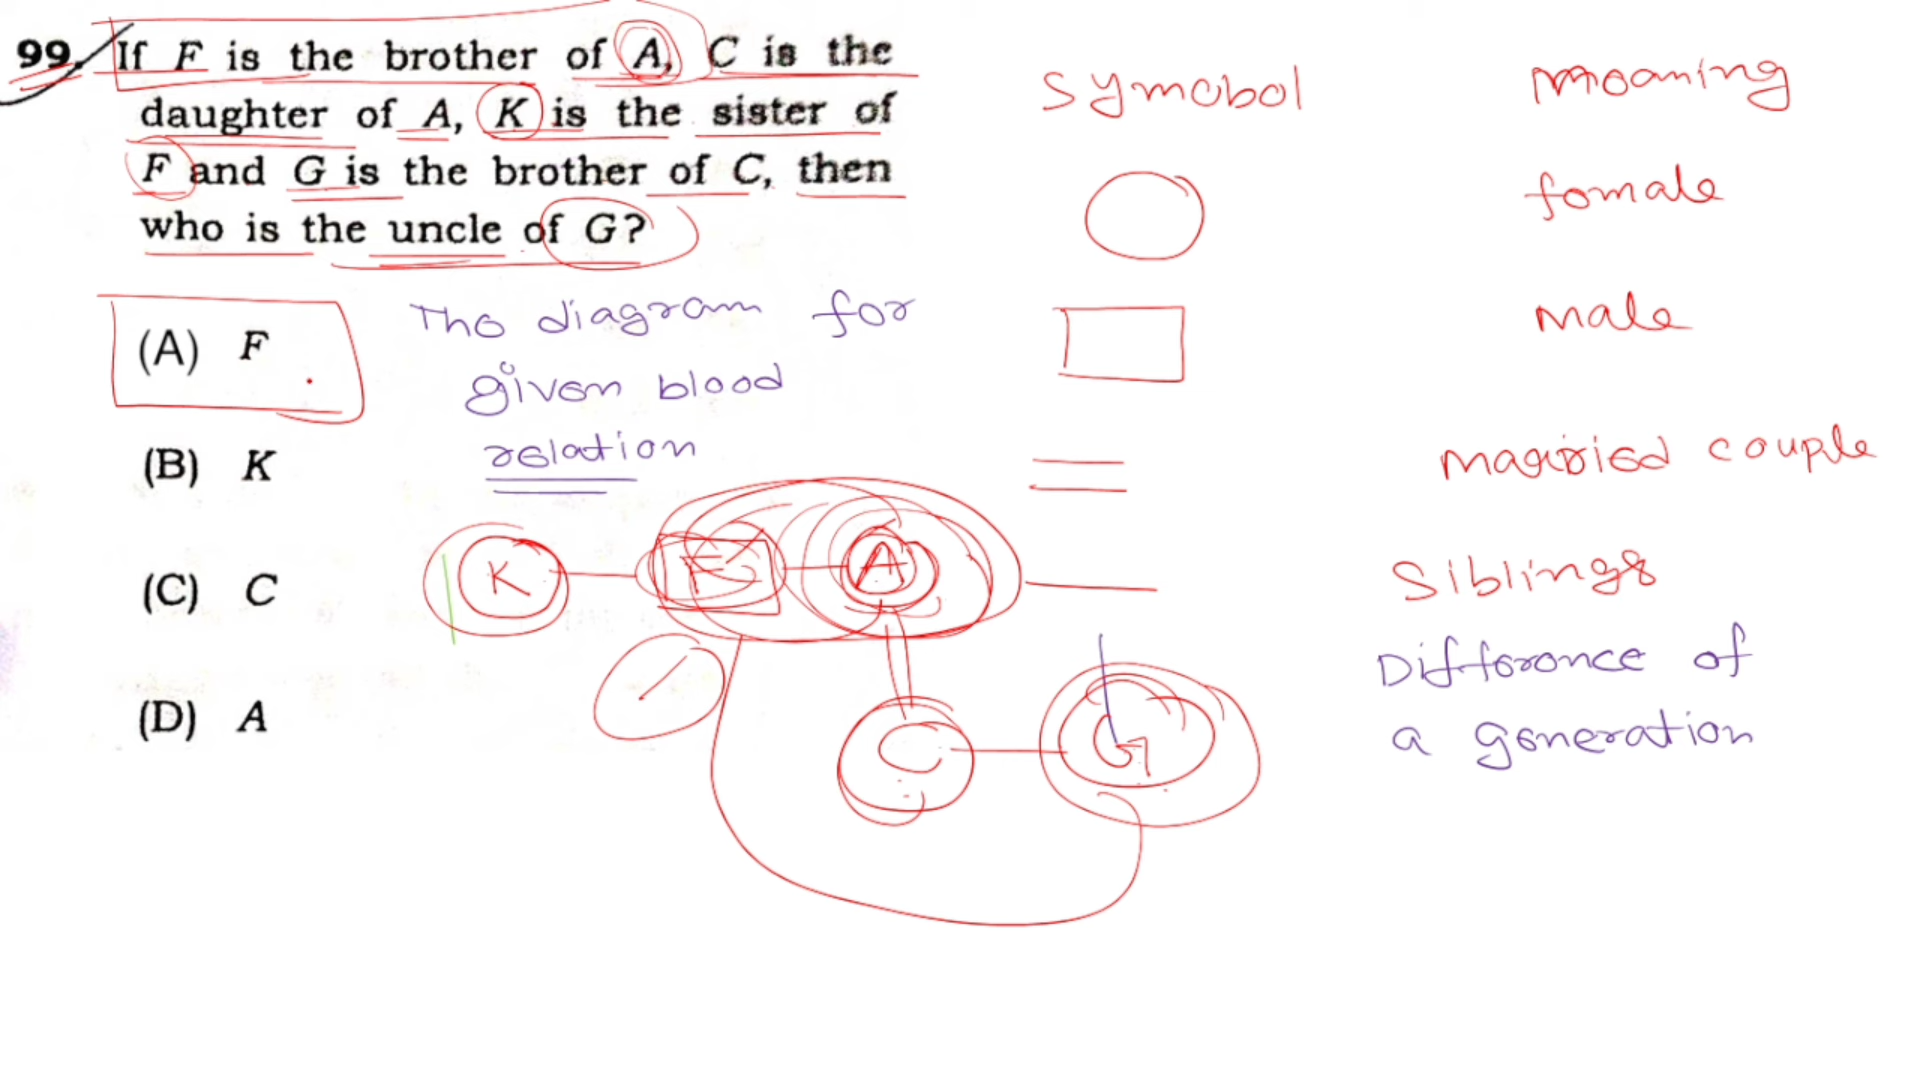 99. If F is the brother of A, C is the
daughter of A, K is the sister of
F and G is the brother of C, then
who is the uncle of G?
(A) F
(B) K
(C) C
(D) A
The diagram for
given blood
relation
K F A
C G
symobol meaning
female
male
married couple
Siblings
Difference of
a generation